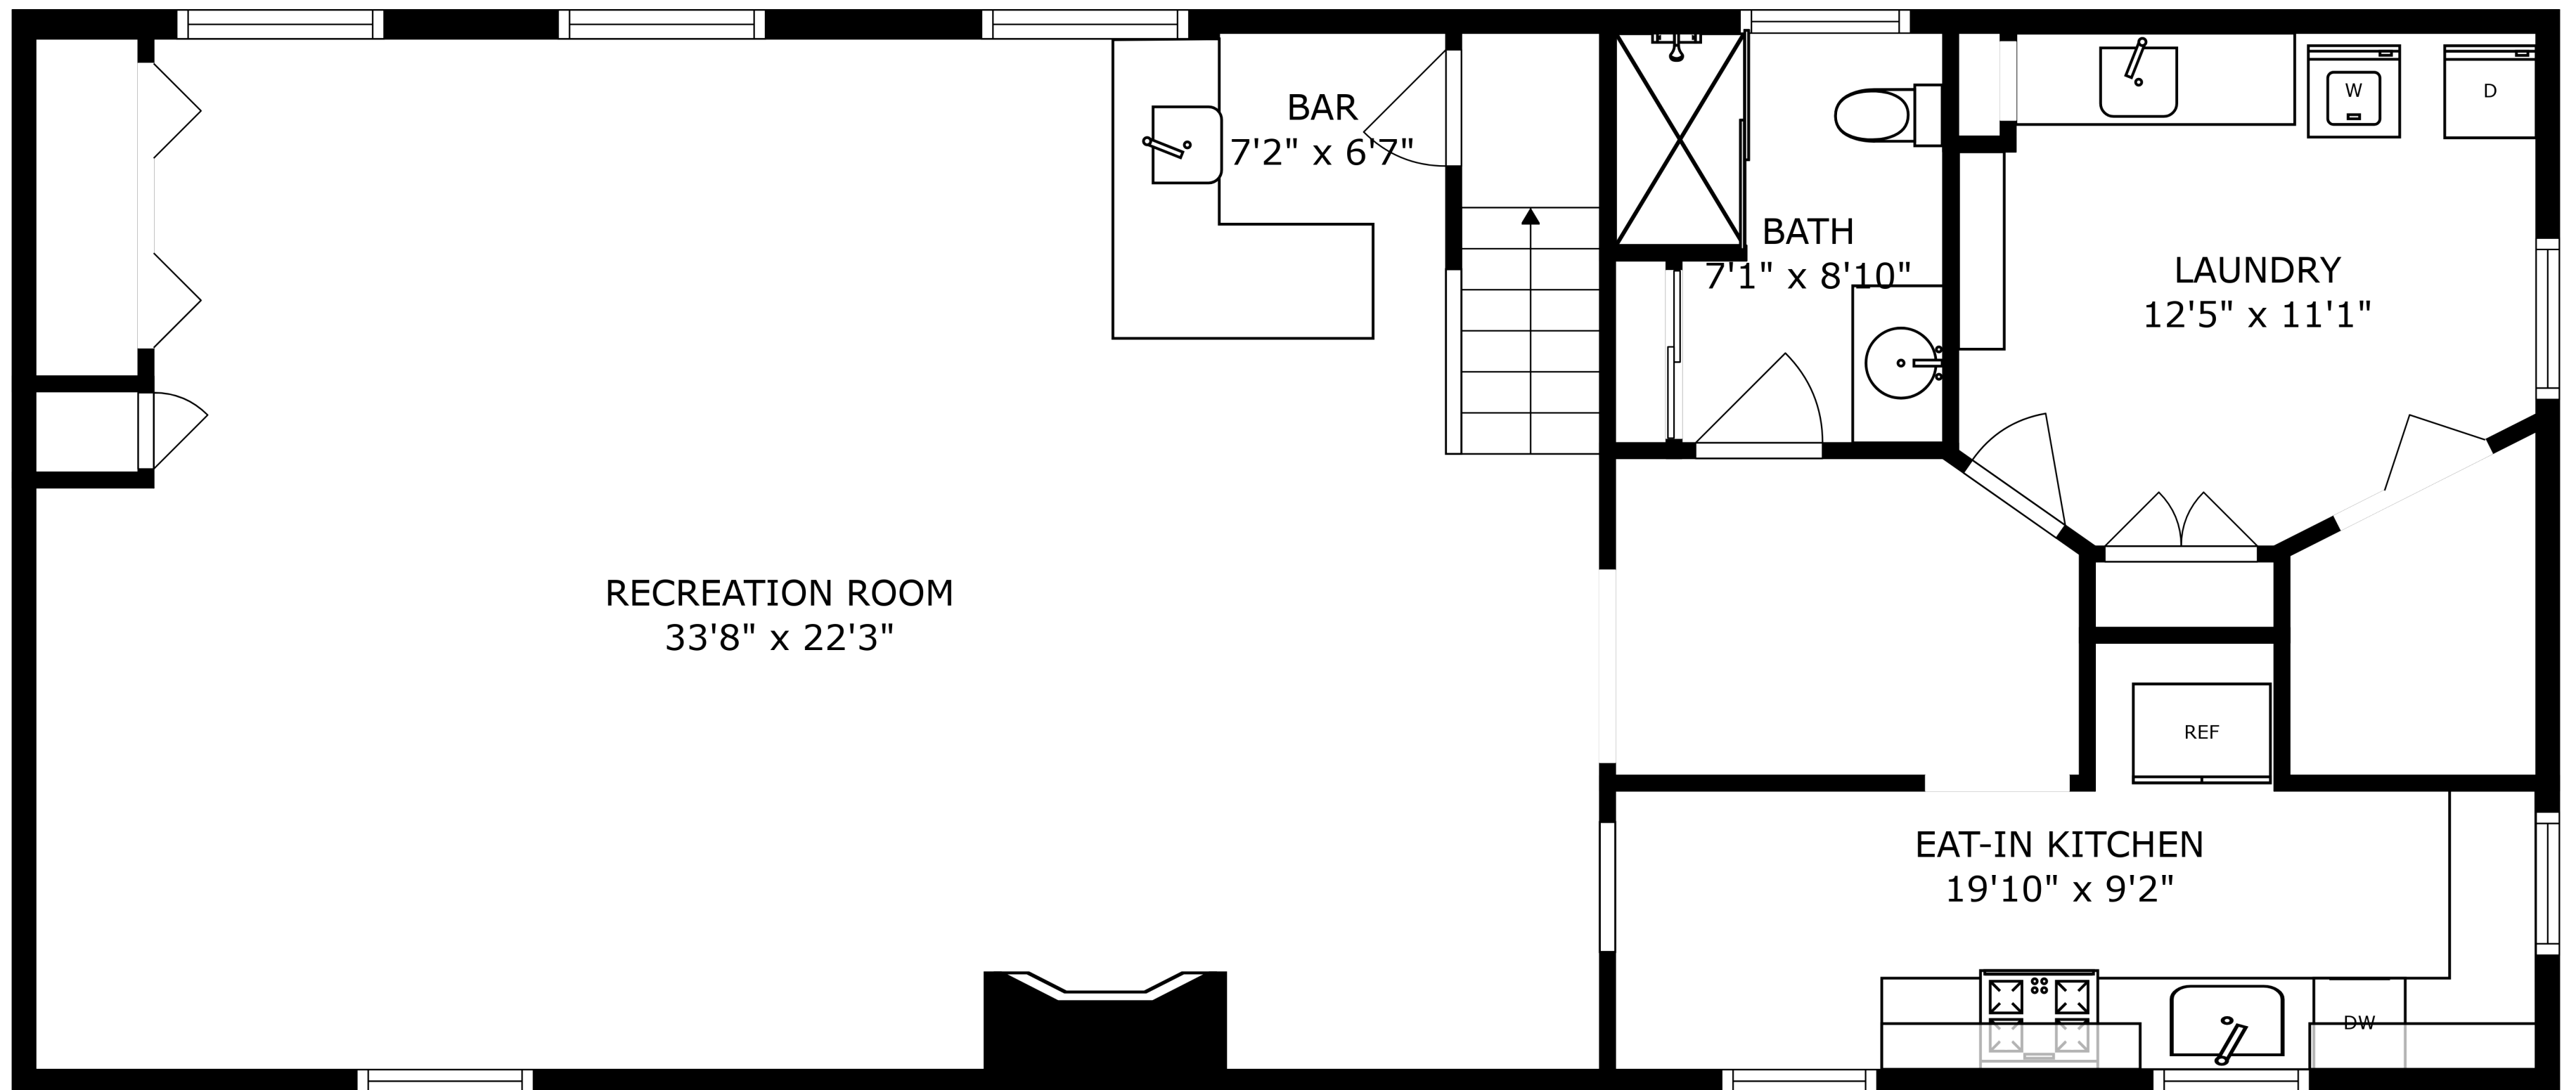 BAR
7'2" x 6'7"
W
D
BATH
7'1" x 8'10"
LAUNDRY
12'5" x 11'1"
RECREATION ROOM
33'8" x 22'3"
REF
EAT-IN KITCHEN
19'10" x 9'2"
DW